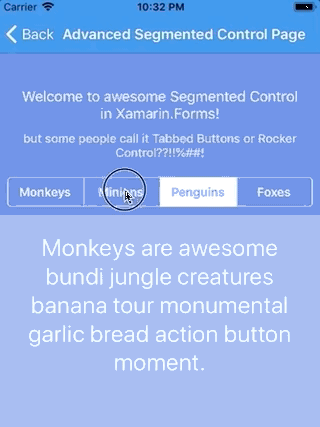 Carrier 10:32 PM
Back Advanced Segmented Control Page
Welcome to awesome Segmented Control
in Xamarin.Forms!
but some people call it Tabbed Buttons or Rocker
Control??!!%##!
Monkeys Minions Penguins Foxes
Monkeys are awesome
bundi jungle creatures
banana tour monumental
garlic bread action button
moment.